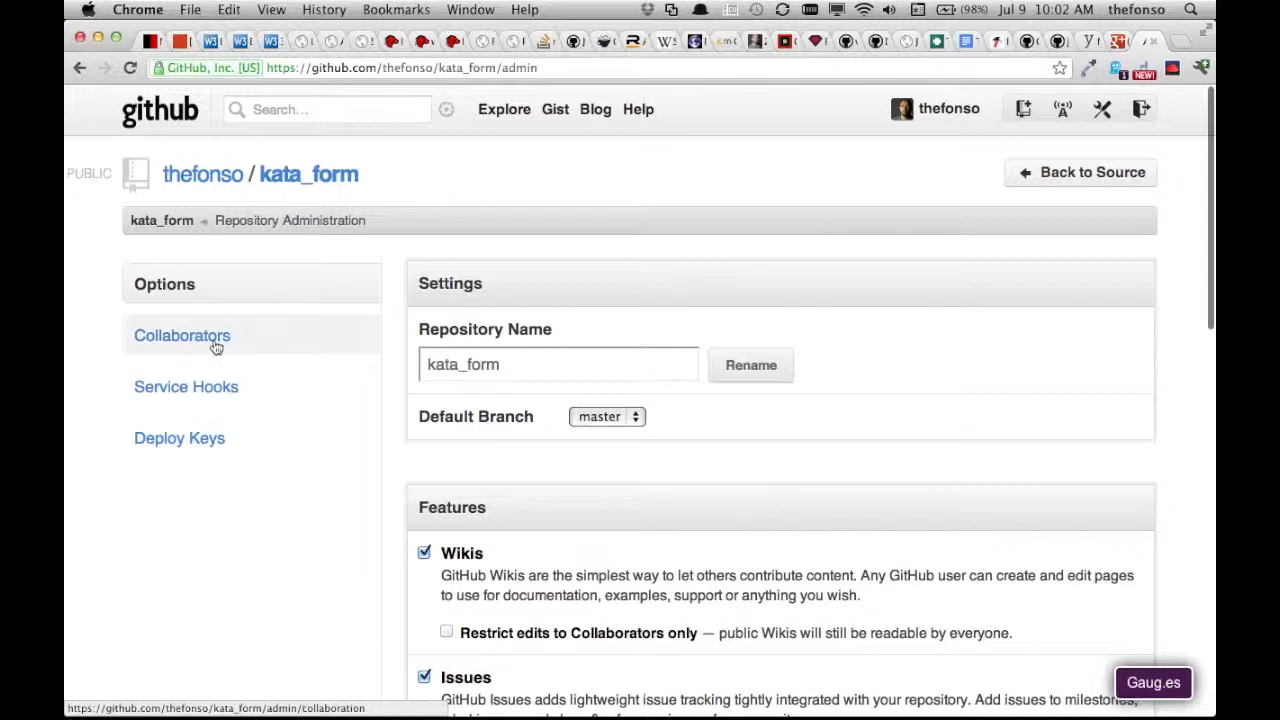 Chrome File Edit View History Bookmarks Window Help (98%) Jul 9 10:02 AM thefonso
GitHub, Inc. [US] https://github.com/thefonso/kata_form/admin NEW!
github Search... Explore Gist Blog Help thefonso
PUBLIC thefonso / kata_form Back to Source
kata_form Repository Administration
Options
Collaborators
Service Hooks
Deploy Keys
Settings
Repository Name
kata_form Rename
Default Branch master
Features
Wikis
GitHub Wikis are the simplest way to let others contribute content. Any GitHub user can create and edit pages
to use for documentation, examples, support or anything you wish.
Restrict edits to Collaborators only — public Wikis will still be readable by everyone.
Issues
GitHub Issues adds lightweight issue tracking tightly integrated with your repository. Add issues to milestones,
Gaug.es
https://github.com/thefonso/kata_form/admin/collaboration